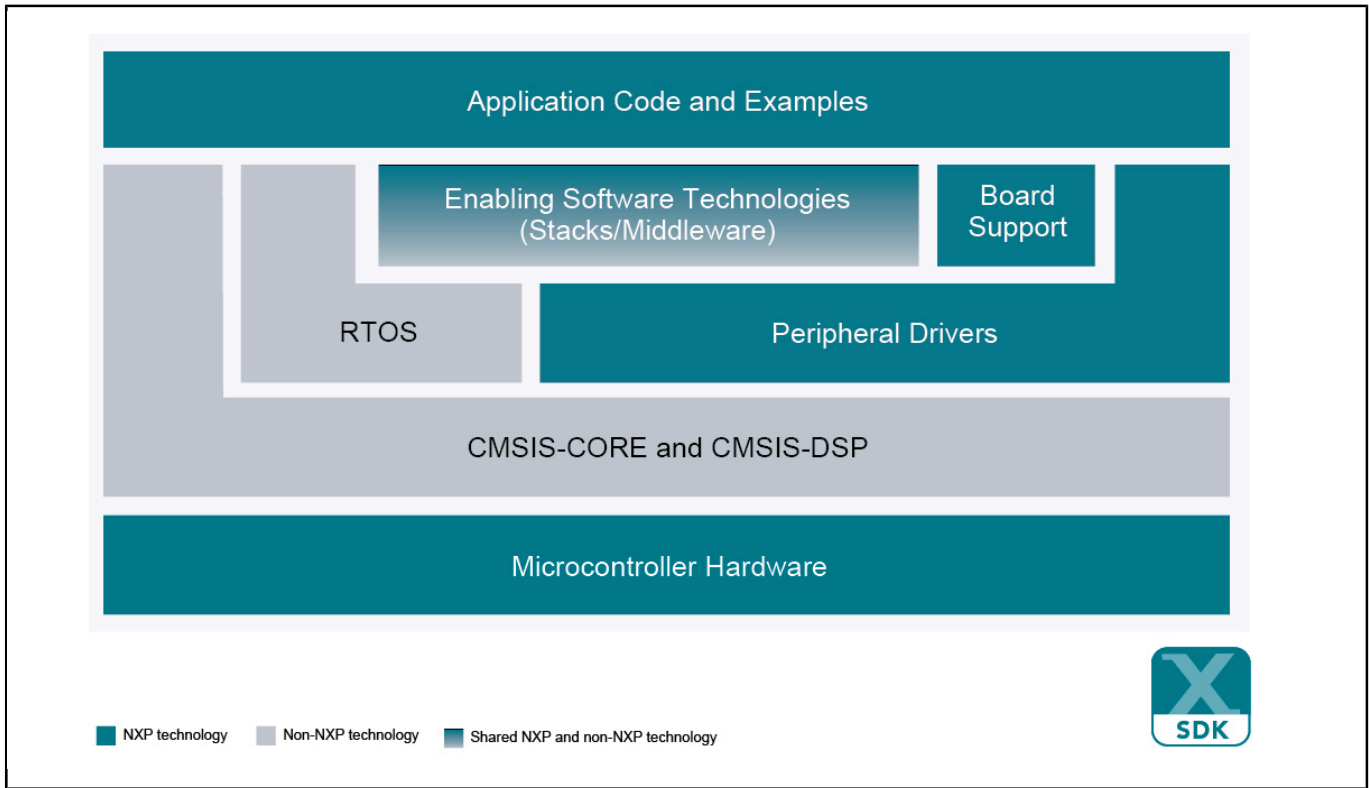 Application Code and Examples
Enabling Software Technologies
(Stacks/Middleware)
Board
Support
RTOS
Peripheral Drivers
CMSIS-CORE and CMSIS-DSP
Microcontroller Hardware
X
SDK
NXP technology
Non-NXP technology
Shared NXP and non-NXP technology